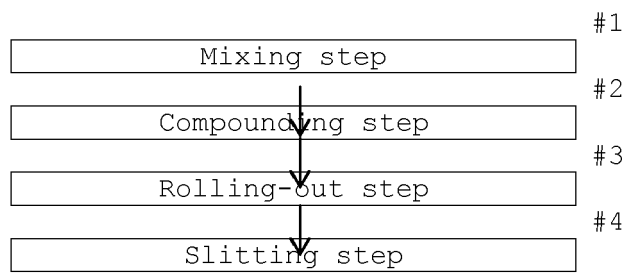 #1
Mixing step
#2
Compounding step
#3
Rolling-out step
#4
Slitting step